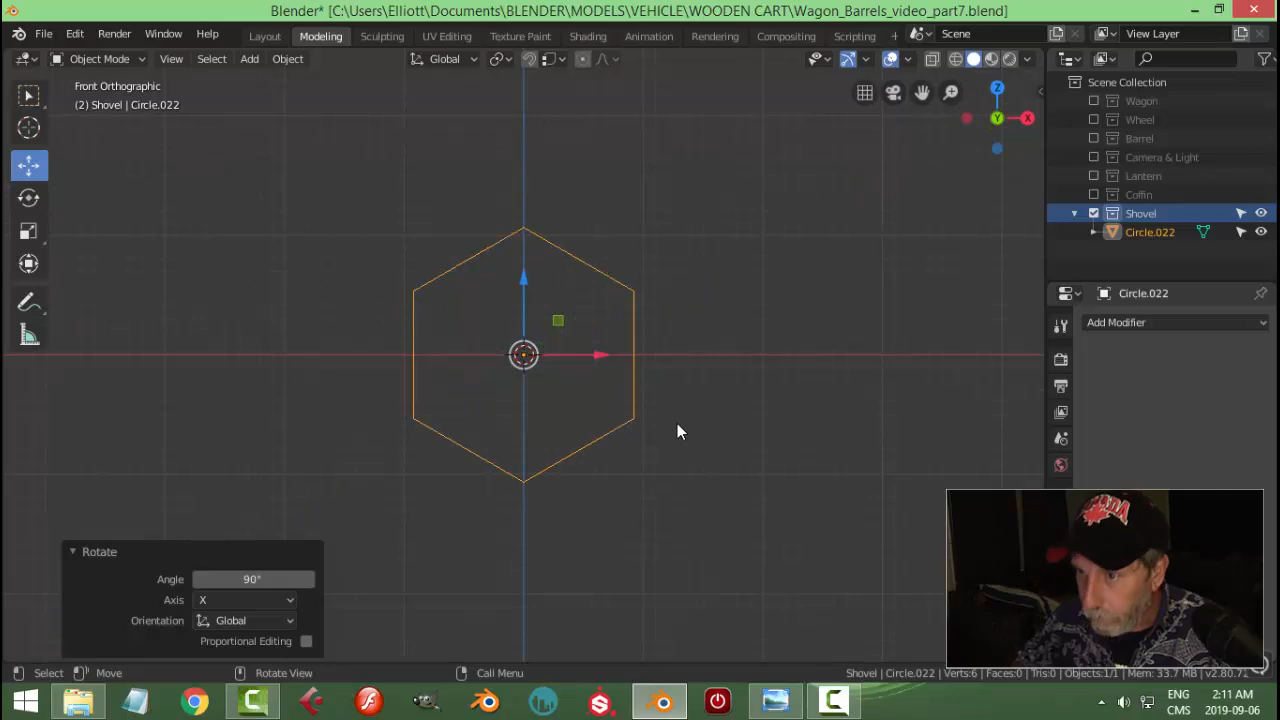 Blender* [C:\Users\Elliott\Documents\BLENDER\MODELS\VEHICLE\WOODEN CART\Wagon_Barrels_video_part7.blend]
File Edit Render Window Help Layout Modeling Sculpting UV Editing Texture Paint Shading Animation Rendering Compositing Scripting + Scene View Layer
Object Mode View Select Add Object Global
Front Orthographic
(2) Shovel | Circle.022
Z
Y
X
Scene Collection
Wagon
Wheel
Barrel
Camera & Light
Lantern
Coffin
Shovel
Circle.022
Circle.022
Add Modifier
Rotate
Angle 90°
Axis X
Orientation Global
Proportional Editing
CANADA
Select Move Rotate View Call Menu Shovel | Circle.022 | Verts:6 | Faces:0 | Tris:0 | Objects:1/1 | Mem: 33.7 MB | v2.80.71
ENG 2:11 AM
CMS 2019-09-06